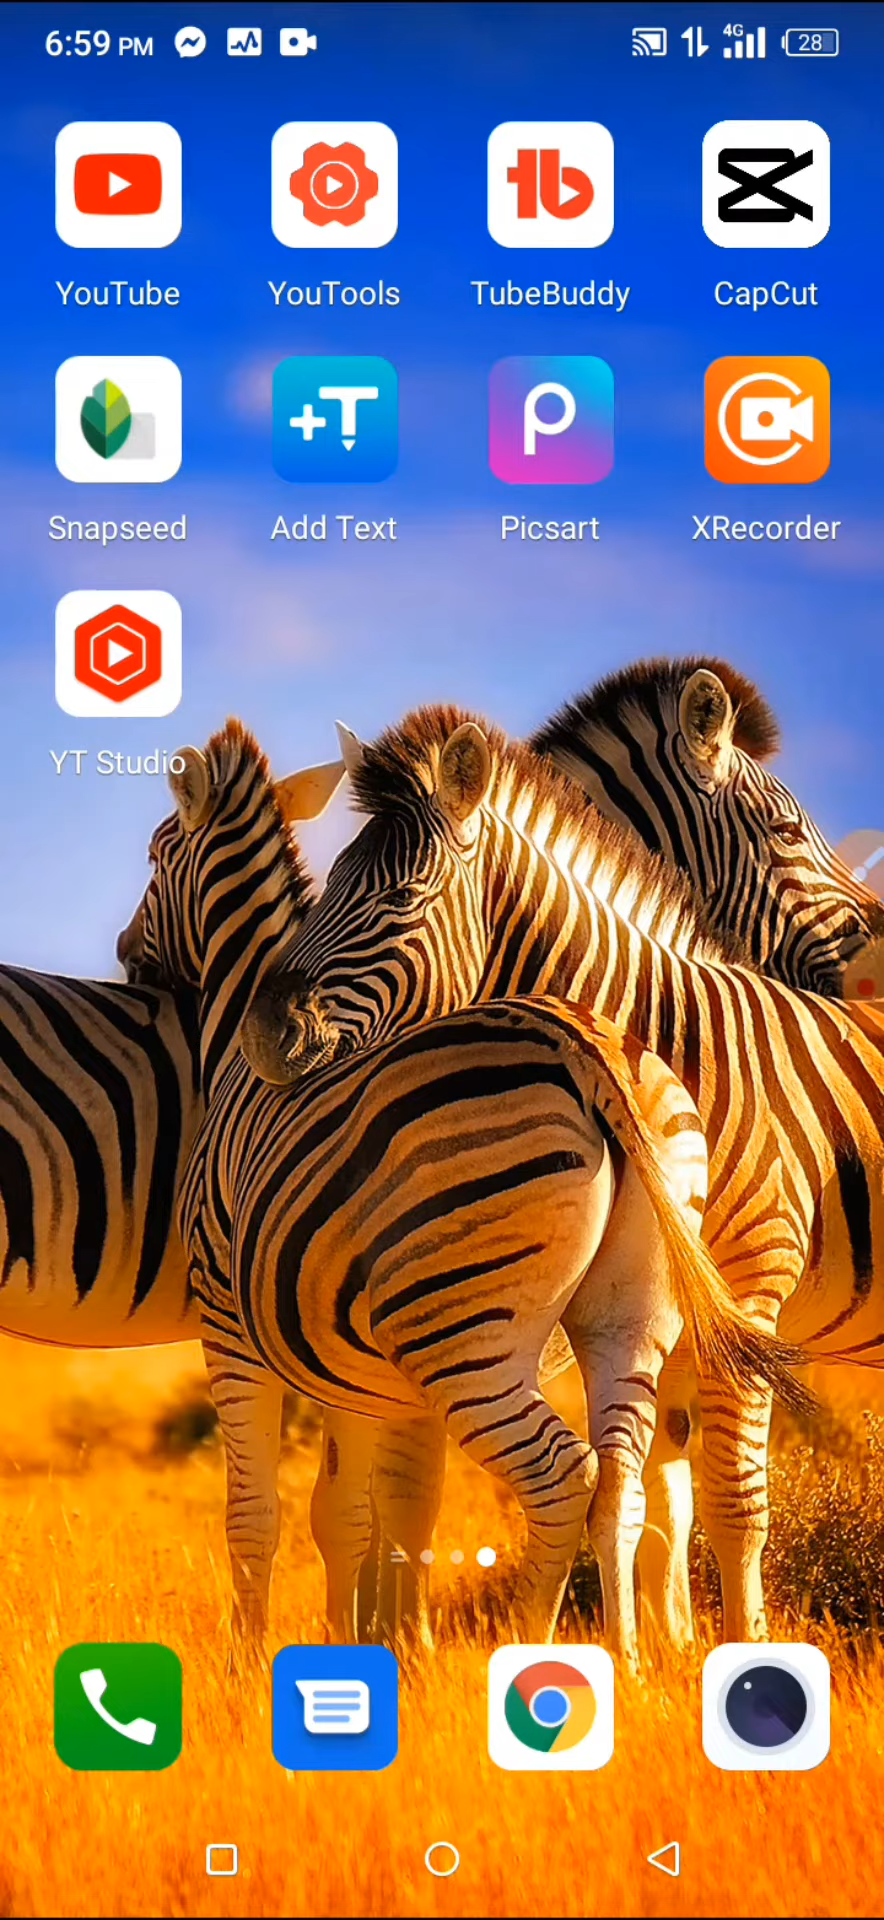 6:59 PM 4G 28
YouTube YouTools TubeBuddy CapCut
Snapseed Add Text Picsart XRecorder
YT Studio